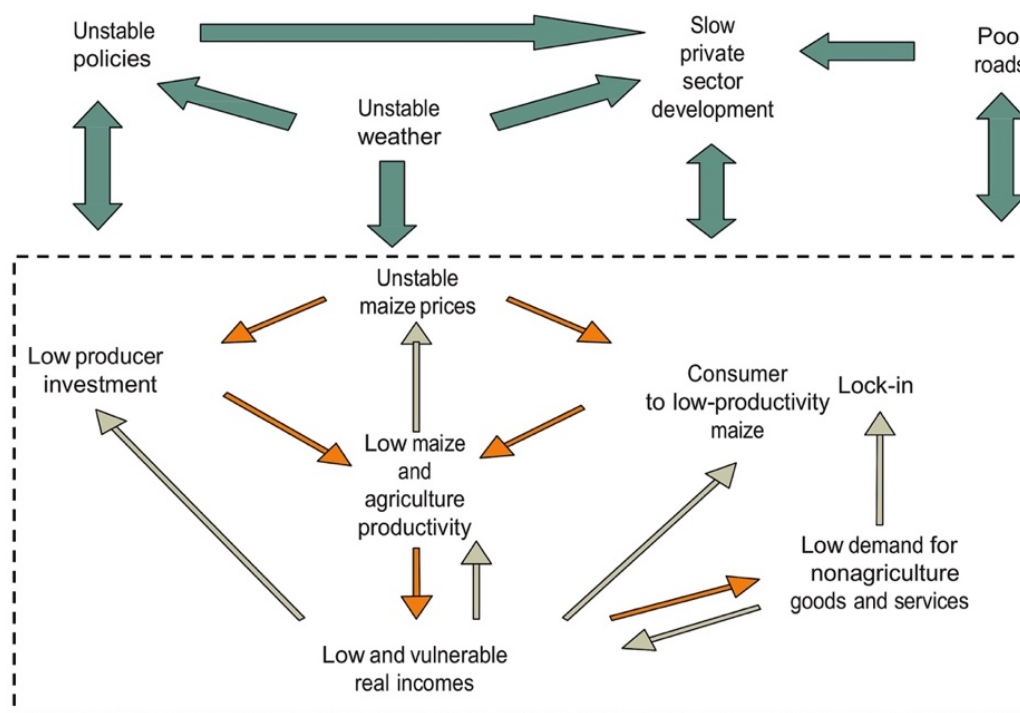 Unstable
policies
Slow
private
sector
development
Poo
roads
Unstable
weather
Unstable
maize prices
Low producer
investment
Consumer
to low-productivity
maize
Lock-in
Low maize
and
agriculture
productivity
Low demand for
nonagriculture
goods and services
Low and vulnerable
real incomes